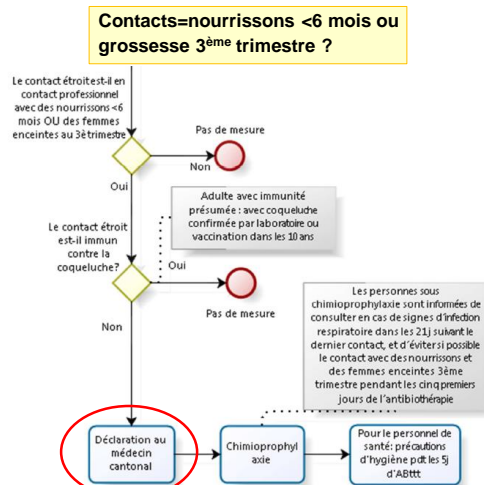 Contacts=nourrissons <6 mois ou
grossesse 3ème trimestre ?
Le contact étroit est-il en
contact professionnel
avec des nourrissons <6
mois OU des femmes
enceintes au 3è trimestre
Pas de mesure
Non
Oui
Adulte avec immunité
présumée : avec coqueluche
confirmée par laboratoire ou
vaccination dans les 10 ans
Le contact étroit
est-il immun
contre la
coqueluche?
Oui
Pas de mesure
Non
Les personnes sous
chimioprophylaxie sont informées de
consulter en cas de signes d'infection
respiratoire dans les 21j suivant le
dernier contact, et d'éviter si possible
le contact avec des nourrissons et
des femmes enceintes 3ème
trimestre pendant les cinq premiers
jours de l'antibiothérapie
Déclaration au
médecin
cantonal
Chimioprophyl
axie
Pour le personnel de
santé: précautions
d'hygiène pdt les 5j
d'ABttt